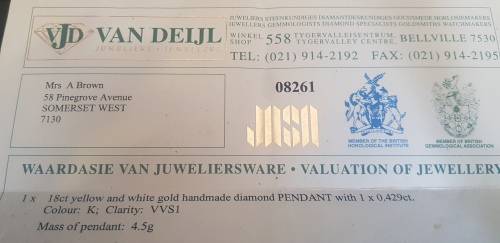 VJD VAN DEIJL
JUWELIERS • JEWELLERS
JUWELIERS STEENKUNDIGES DIAMANTDESKUNDIGES GOUDSMEDE HORLOSIEMAKERS
JEWELLERS GEMMOLOGISTS DIAMOND SPECIALISTS GOLDSMITHS WATCHMAKERS
WINKEL SHOP 558 TYGERVALLEISENTRUM, TYGERVALLEY CENTRE, BELLVILLE 7530
TEL: (021) 914-2192 FAX: (021) 914-2195
Mrs A Brown
58 Pinegrove Avenue
SOMERSET WEST
7130
08261
JASA
MEMBER OF THE BRITISH
HOROLOGICAL INSTITUTE
MEMBER OF THE BRITISH
GEMMOLOGICAL ASSOCIATION
WAARDASIE VAN JUWELIERSWARE • VALUATION OF JEWELLERY
1 x 18ct yellow and white gold handmade diamond PENDANT with 1 x 0,429ct.
Colour: K; Clarity: VVS1
Mass of pendant: 4.5g